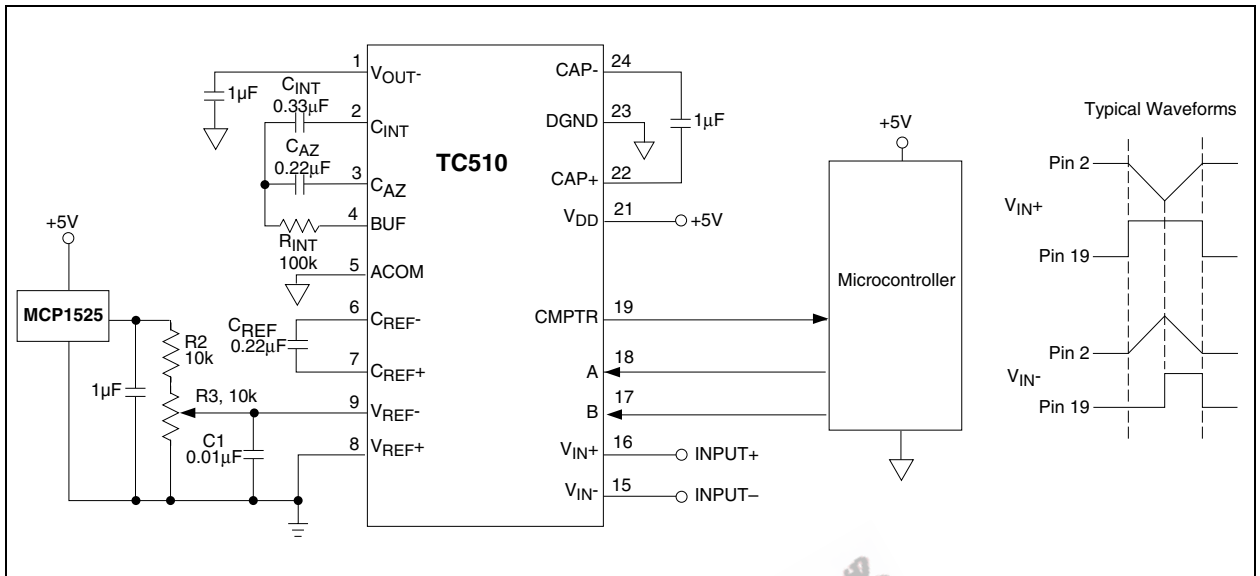 1
VOUT-
1µF
CINT
0.33µF
2
CINT
CAZ
0.22µF
3
CAZ
4
BUF
RINT
100k
5
ACOM
6
CREF-
CREF
0.22µF
7
CREF+
9
VREF-
8
VREF+
+5V
MCP1525
R2
10k
1µF
R3, 10k
C1
0.01µF
TC510
CAP-
24
DGND
23
1µF
CAP+
22
VDD
21
+5V
CMPTR
19
A
18
B
17
VIN+
16
INPUT+
VIN-
15
INPUT–
+5V
Microcontroller
Typical Waveforms
Pin 2
VIN+
Pin 19
Pin 2
VIN-
Pin 19